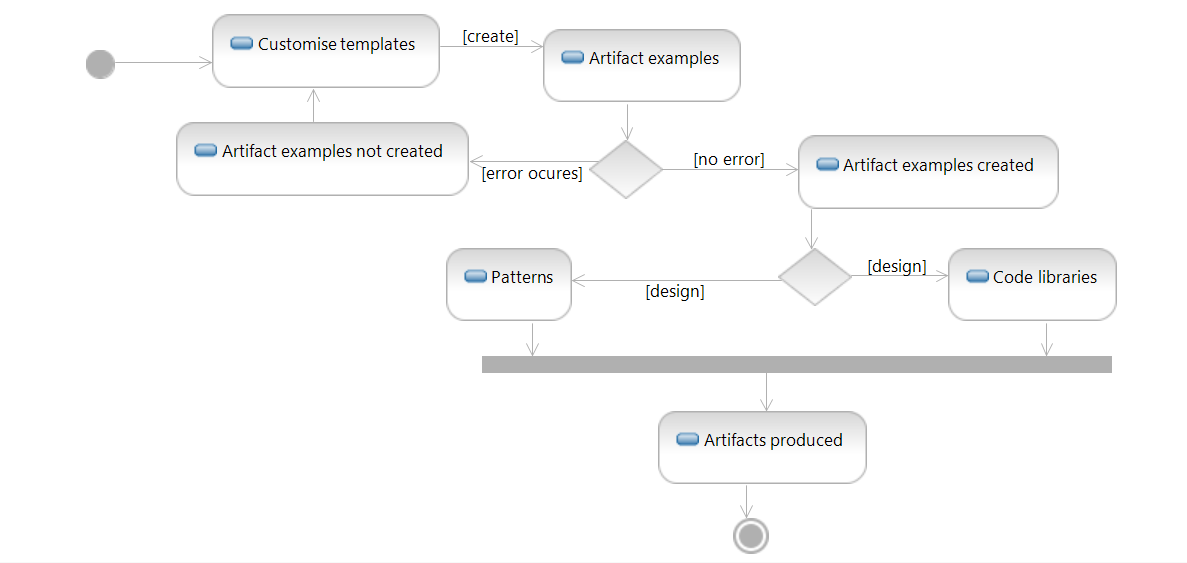 Customise templates
[create]
Artifact examples
Artifact examples not created
[error ocures]
[no error]
Artifact examples created
Patterns
[design]
[design]
Code libraries
Artifacts produced